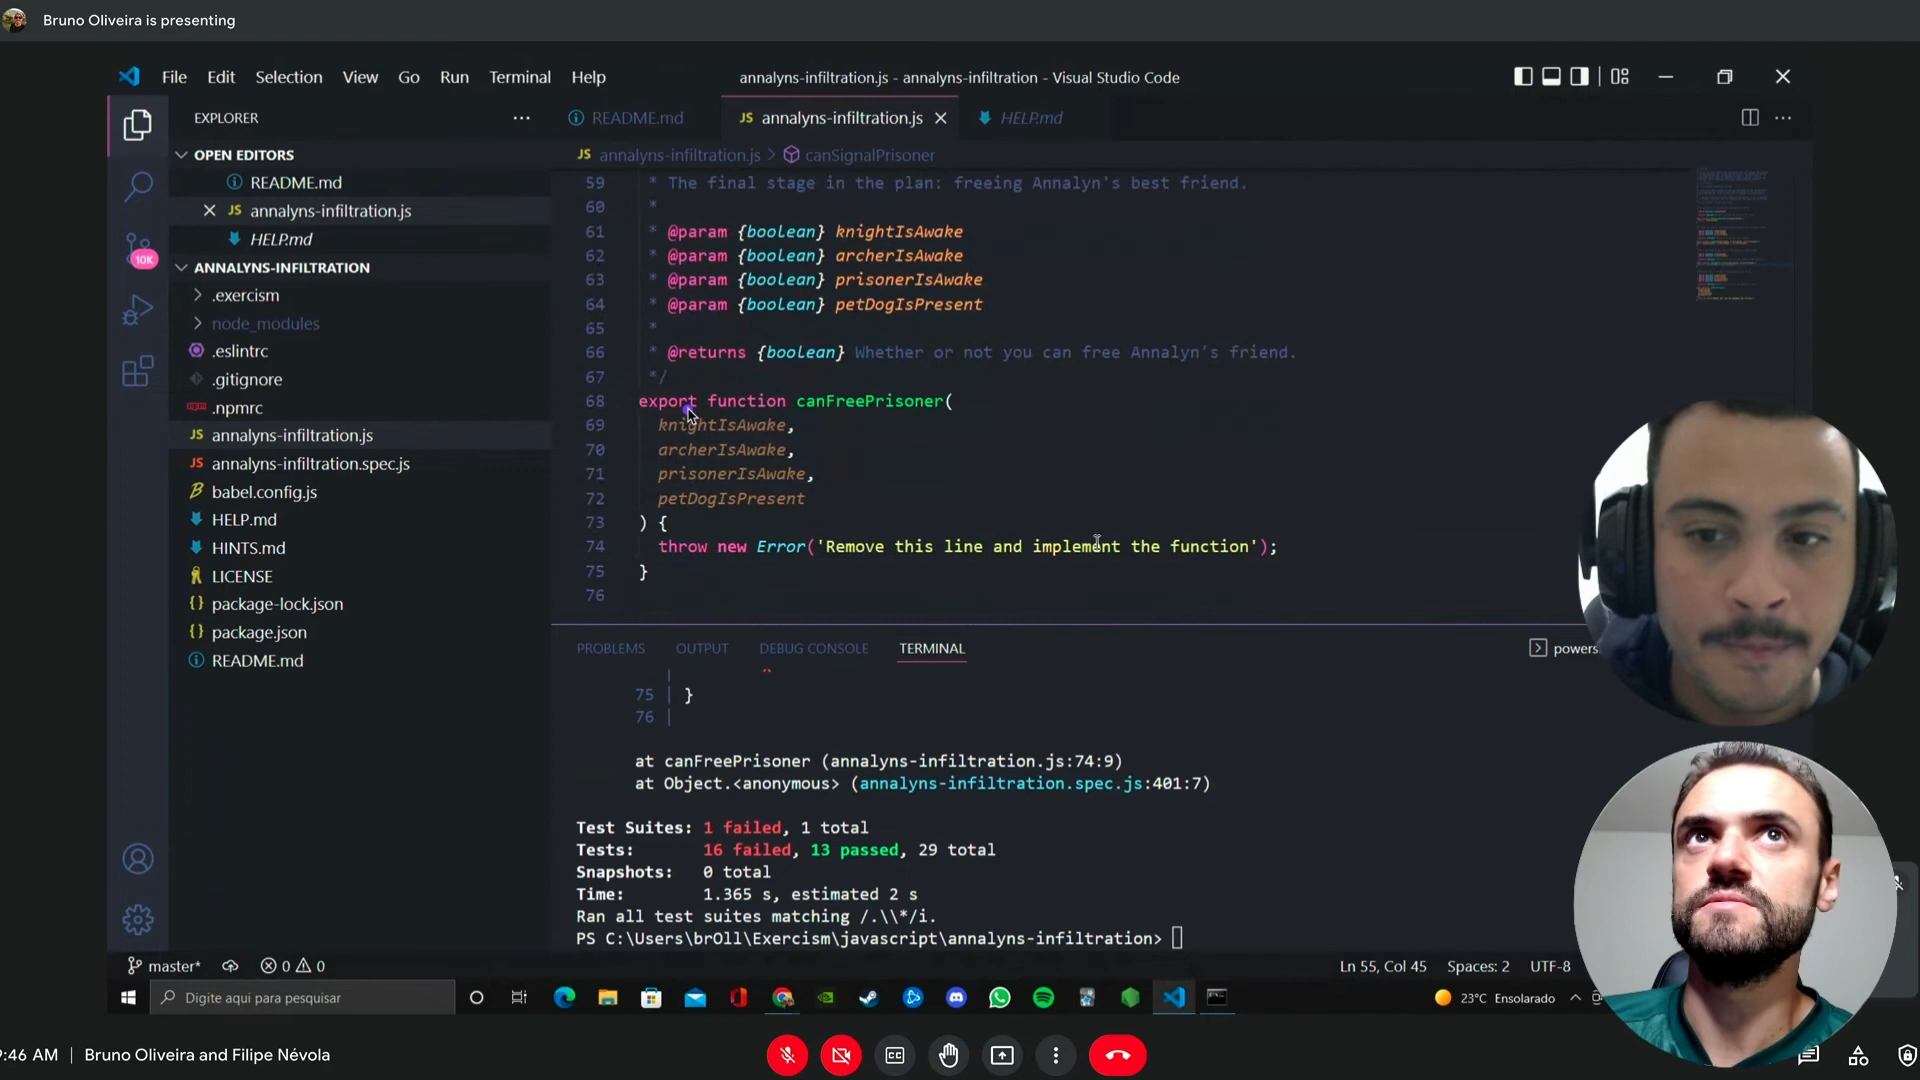 Bruno Oliveira is presenting
File Edit Selection View Go Run Terminal Help
annalyns-infiltration.js - annalyns-infiltration - Visual Studio Code
EXPLORER
README.md
JS annalyns-infiltration.js
HELP.md
OPEN EDITORS
README.md
JS annalyns-infiltration.js
HELP.md
10K
ANNALYNS-INFILTRATION
.exercism
node_modules
.eslintrc
.gitignore
.npmrc
JS annalyns-infiltration.js
JS annalyns-infiltration.spec.js
babel.config.js
HELP.md
HINTS.md
LICENSE
package-lock.json
package.json
README.md
JS annalyns-infiltration.js > canSignalPrisoner
59 * The final stage in the plan: freeing Annalyn's best friend.
60 *
61 * @param {boolean} knightIsAwake
62 * @param {boolean} archerIsAwake
63 * @param {boolean} prisonerIsAwake
64 * @param {boolean} petDogIsPresent
65 *
66 * @returns {boolean} Whether or not you can free Annalyn's friend.
67 */
68 export function canFreePrisoner(
69 knightIsAwake,
70 archerIsAwake,
71 prisonerIsAwake,
72 petDogIsPresent
73 ) {
74 throw new Error('Remove this line and implement the function');
75 }
76
PROBLEMS OUTPUT DEBUG CONSOLE TERMINAL
powers
|
75 | }
76 |
at canFreePrisoner (annalyns-infiltration.js:74:9)
at Object.<anonymous> (annalyns-infiltration.spec.js:401:7)
Test Suites: 1 failed, 1 total
Tests: 16 failed, 13 passed, 29 total
Snapshots: 0 total
Time: 1.365 s, estimated 2 s
Ran all test suites matching /.\\*/i.
PS C:\Users\brOll\Exercism\javascript\annalyns-infiltration>
master* 0 0
Ln 55, Col 45 Spaces: 2 UTF-8
Digite aqui para pesquisar
23°C Ensolarado
9:46 AM | Bruno Oliveira and Filipe Névola